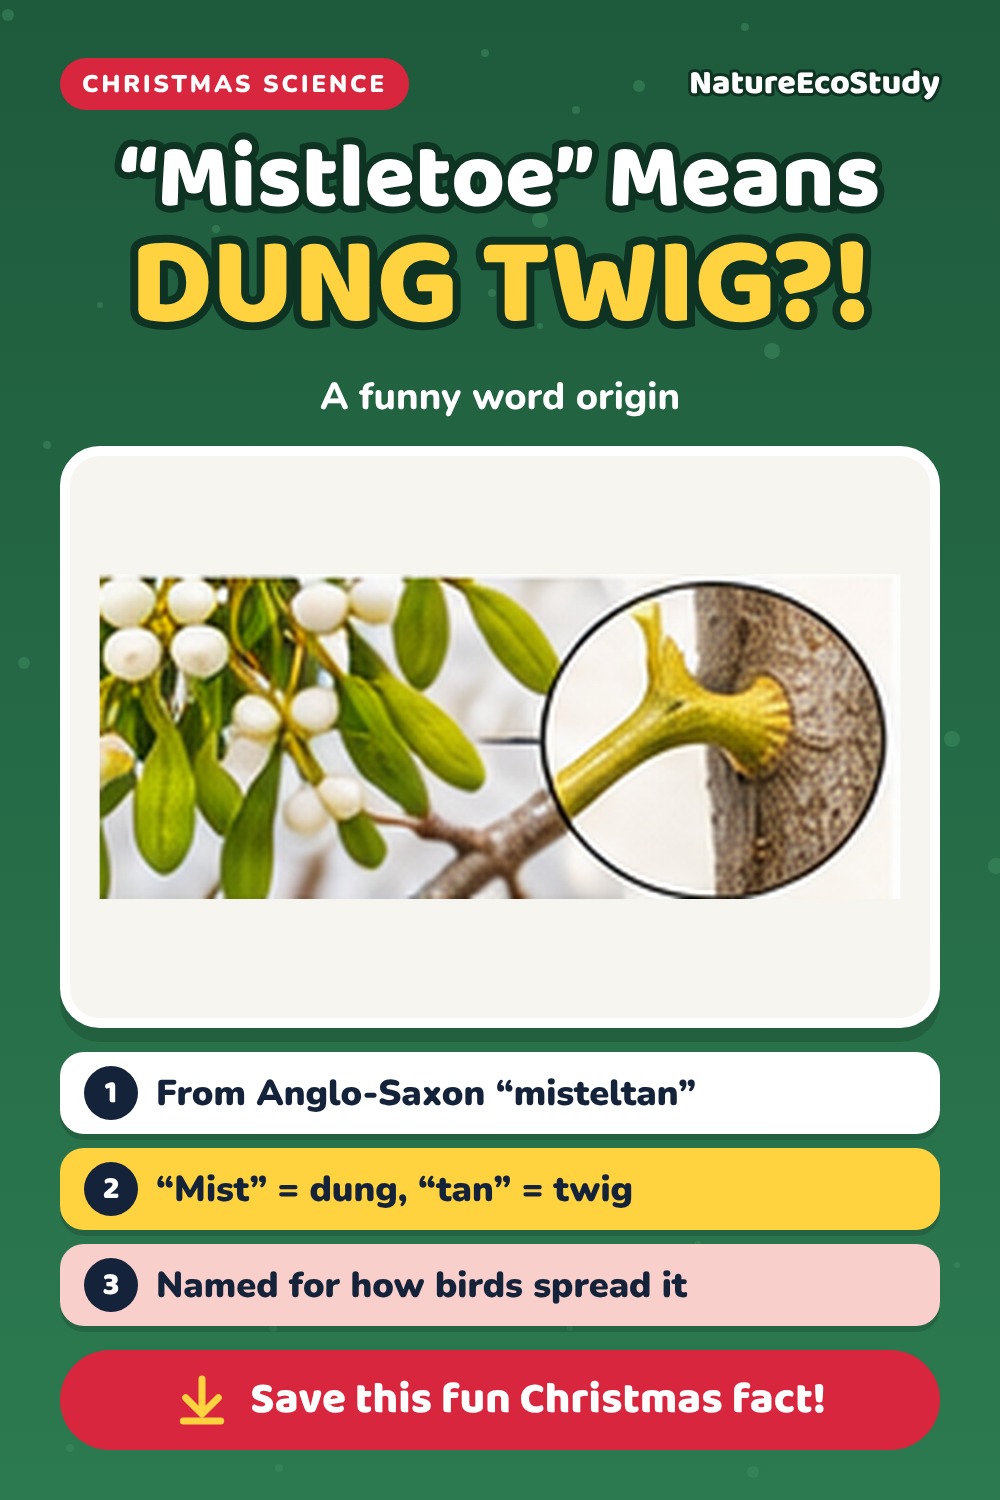 CHRISTMAS SCIENCE
NatureEcoStudy
“Mistletoe” Means
DUNG TWIG?!
A funny word origin
1 From Anglo-Saxon “misteltan”
2 “Mist” = dung, “tan” = twig
3 Named for how birds spread it
Save this fun Christmas fact!